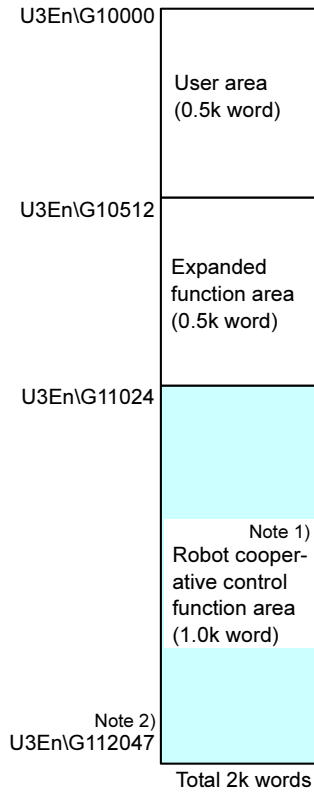 U3En\G10000
User area
(0.5k word)
U3En\G10512
Expanded
function area
(0.5k word)
U3En\G11024
Note 1)
Robot cooper-
ative control
function area
(1.0k word)
Note 2)
U3En\G112047
Total 2k words